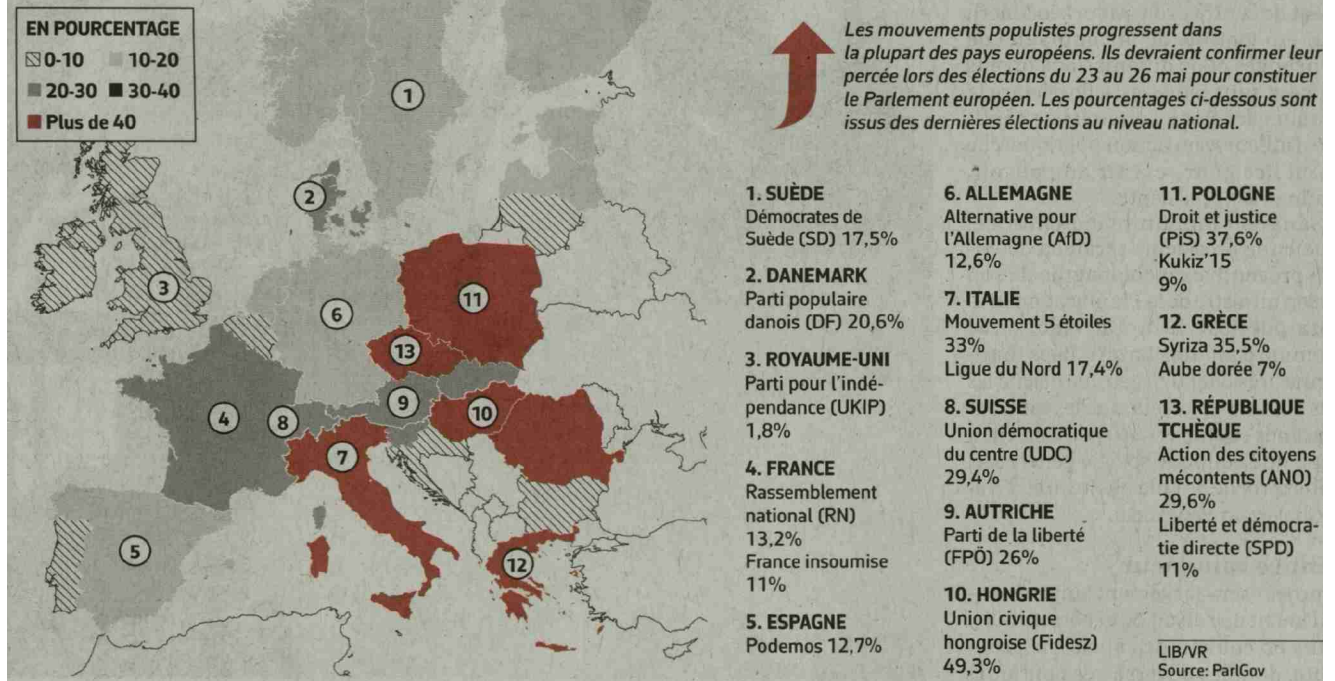 EN POURCENTAGE
0-10 10-20
20-30 30-40
Plus de 40
Les mouvements populistes progressent dans
la plupart des pays européens. Ils devraient confirmer leur
percée lors des élections du 23 au 26 mai pour constituer
le Parlement européen. Les pourcentages ci-dessous sont
issus des dernières élections au niveau national.
1
2
3
4
5
6
7
8
9
10
11
12
13
1. SUÈDE
Démocrates de
Suède (SD) 17,5%
2. DANEMARK
Parti populaire
danois (DF) 20,6%
3. ROYAUME-UNI
Parti pour l'indé-
pendance (UKIP)
1,8%
4. FRANCE
Rassemblement
national (RN)
13,2%
France insoumise
11%
5. ESPAGNE
Podemos 12,7%
6. ALLEMAGNE
Alternative pour
l'Allemagne (AfD)
12,6%
7. ITALIE
Mouvement 5 étoiles
33%
Ligue du Nord 17,4%
8. SUISSE
Union démocratique
du centre (UDC)
29,4%
9. AUTRICHE
Parti de la liberté
(FPÖ) 26%
10. HONGRIE
Union civique
hongroise (Fidesz)
49,3%
11. POLOGNE
Droit et justice
(PiS) 37,6%
Kukiz'15
9%
12. GRÈCE
Syriza 35,5%
Aube dorée 7%
13. RÉPUBLIQUE
TCHÈQUE
Action des citoyens
mécontents (ANO)
29,6%
Liberté et démocra-
tie directe (SPD)
11%
LIB/VR
Source: ParlGov